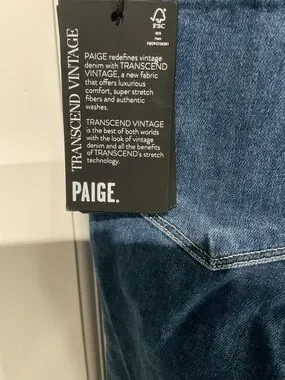 FSC
MIX
TRANSCEND VINTAGE
PAIGE redefines vintage
denim with TRANSCEND
VINTAGE, a new fabric
that offers luxurious
comfort, super stretch
fibers and authentic
washes.
TRANSCEND VINTAGE
is the best of both worlds
with the look of vintage
denim and all the benefits
of TRANSCEND's stretch
technology.
PAIGE.